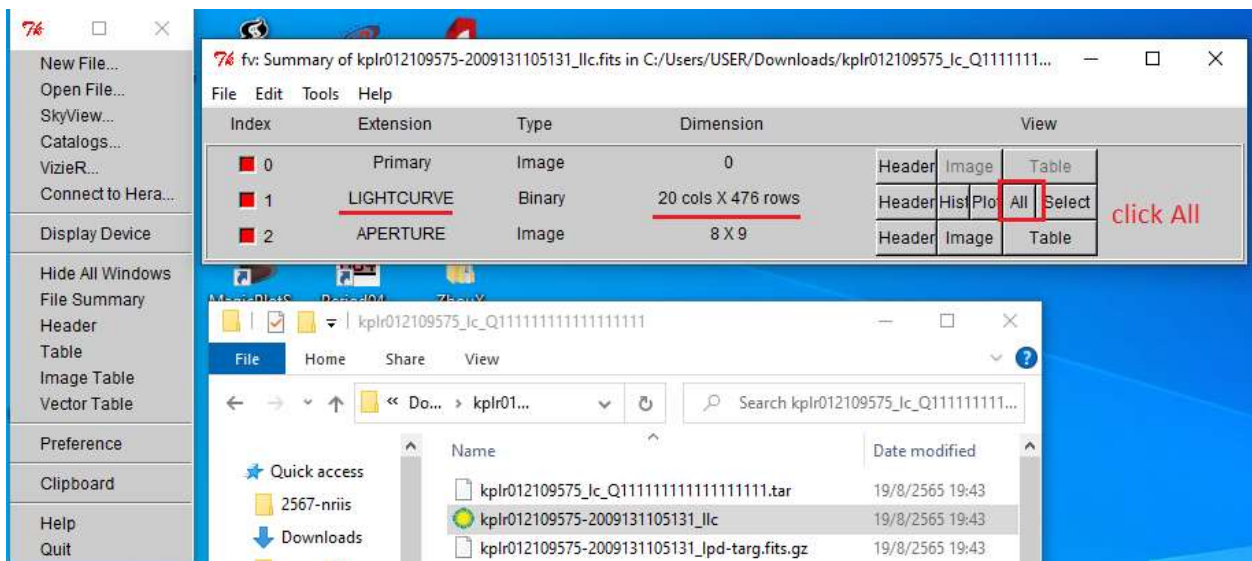 New File...
Open File...
SkyView...
Catalogs...
VizieR...
Connect to Hera...
Display Device
Hide All Windows
File Summary
Header
Table
Image Table
Vector Table
Preference
Clipboard
Help
Quit
fv: Summary of kplr012109575-2009131105131_llc.fits in C:/Users/USER/Downloads/kplr012109575_lc_Q1111111...
File Edit Tools Help
Index Extension Type Dimension View
0 Primary Image 0 Header Image Table
1 LIGHTCURVE Binary 20 cols X 476 rows Header Hist Plot All Select
click All
2 APERTURE Image 8 X 9 Header Image Table
kplr012109575_lc_Q111111111111111111
File Home Share View
« Do... › kplr01... Search kplr012109575_lc_Q111111111...
Name Date modified
Quick access
2567-nriis
Downloads
kplr012109575_lc_Q111111111111111111.tar 19/8/2565 19:43
kplr012109575-2009131105131_llc 19/8/2565 19:43
kplr012109575-2009131105131_lpd-targ.fits.gz 19/8/2565 19:43